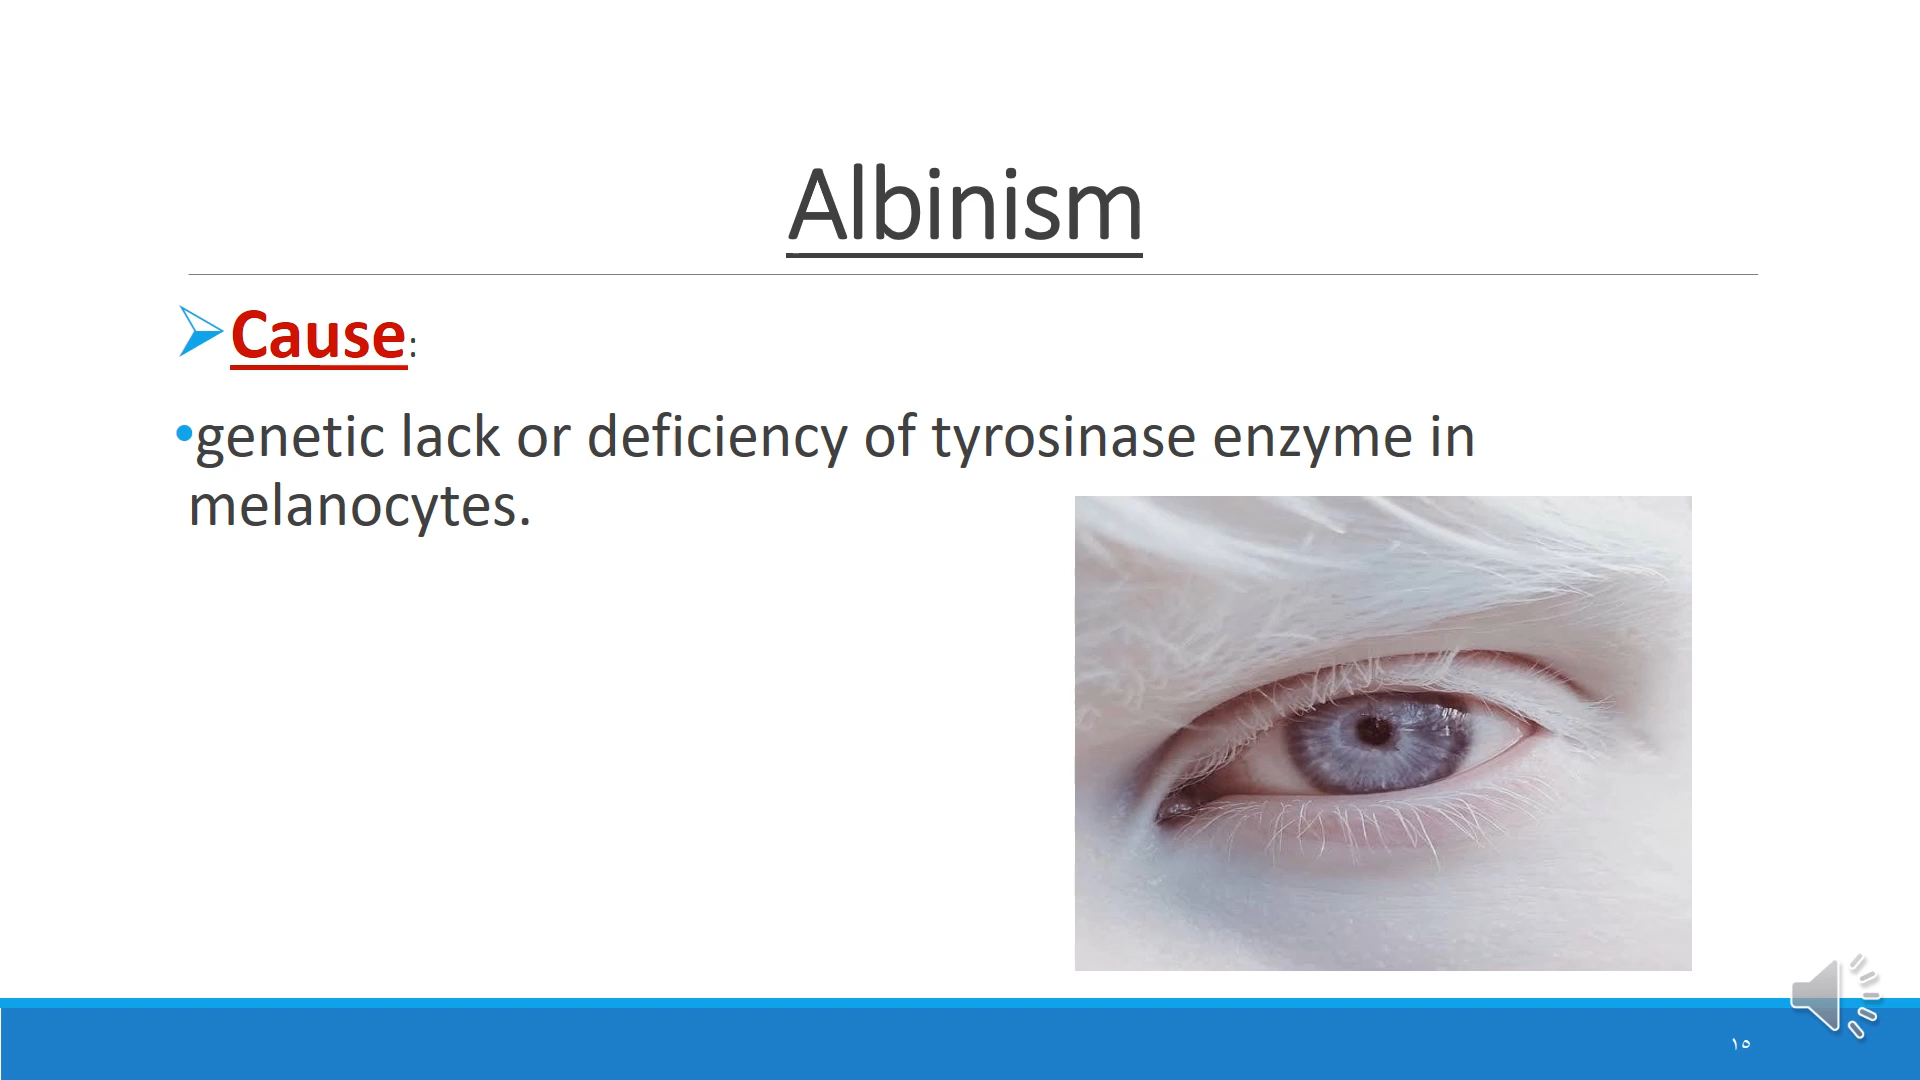 Albinism
Cause:
•genetic lack or deficiency of tyrosinase enzyme in
melanocytes.
١٥